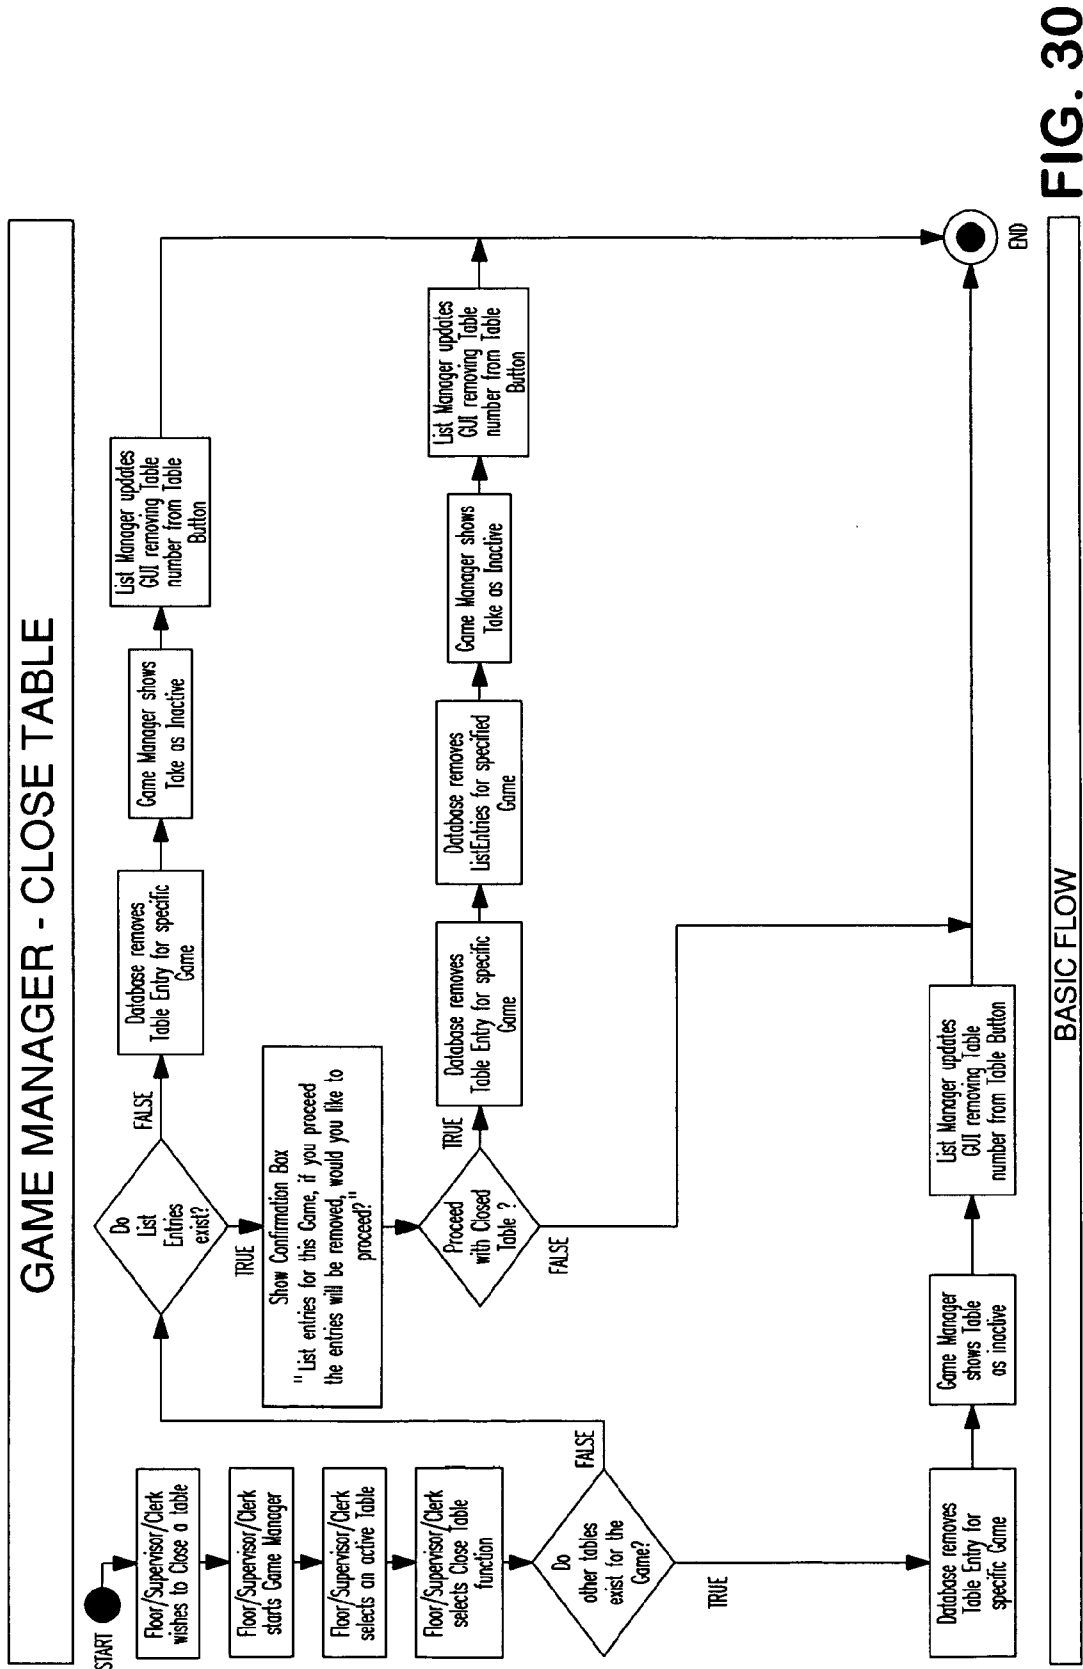 GAME MANAGER - CLOSE TABLE
START
Floor/Supervisor/Clerk
wishes to Close a table
Floor/Supervisor/Clerk
starts Game Manager
Floor/Supervisor/Clerk
selects an active Table
Floor/Supervisor/Clerk
selects Close Table
function
Do
other tables
exist for the
Game?
FALSE
TRUE
Do
List
Entries
exist?
FALSE
TRUE
Database removes
Table Entry for specific
Game
Game Manager shows
Take as Inactive
List Manager updates
GUI removing Table
number from Table
Button
Show Confirmation Box
"List entries for this Game, if you proceed
the entries will be removed, would you like to
proceed?"
Proceed
with Closed
Table ?
TRUE
FALSE
Database removes
Table Entry for specific
Game
Database removes
ListEntries for specified
Game
Game Manager shows
Take as Inactive
List Manager updates
GUI removing Table
number from Table
Button
Database removes
Table Entry for
specific Game
Game Manager
shows Table
as inactive
List Manager updates
GUI removing Table
number from Table Button
END
BASIC FLOW
FIG. 30